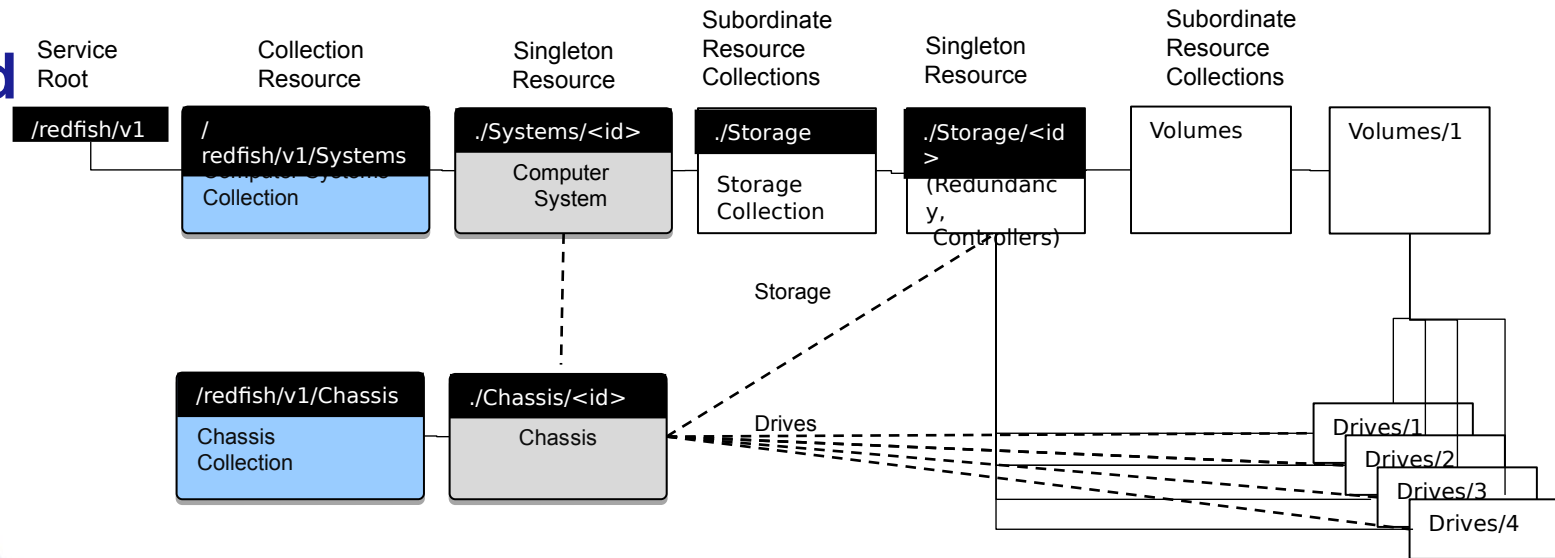 Service
Root
Collection
Resource
Singleton
Resource
Subordinate
Resource
Collections
Singleton
Resource
Subordinate
Resource
Collections
d
/redfish/v1
/
redfish/v1/Systems
Computer Systems
Collection
./Systems/<id>
Computer
System
./Storage
Storage
Collection
./Storage/<id
>
(Redundanc
y,
Controllers)
Volumes
Volumes/1
Storage
/redfish/v1/Chassis
Chassis
Collection
./Chassis/<id>
Chassis
Drives
Drives/1
Drives/2
Drives/3
Drives/4